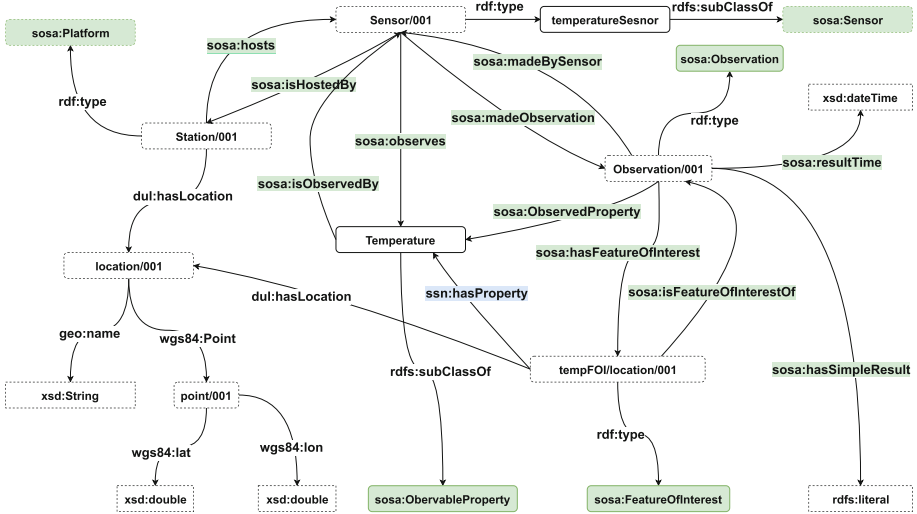 rdf:type
rdfs:subClassOf
Sensor/001
temperatureSesnor
sosa:Sensor
sosa:Platform
sosa:hosts
sosa:madeBySensor
sosa:Observation
sosa:isHostedBy
rdf:type
xsd:dateTime
sosa:madeObservation
rdf:type
Station/001
sosa:observes
sosa:resultTime
Observation/001
sosa:isObservedBy
dul:hasLocation
sosa:ObservedProperty
Temperature
sosa:hasFeatureOfInterest
location/001
ssn:hasProperty
sosa:isFeatureOfInterestOf
dul:hasLocation
geo:name
wgs84:Point
rdfs:subClassOf
tempFOI/location/001
sosa:hasSimpleResult
xsd:String
point/001
rdf:type
wgs84:lat
wgs84:lon
xsd:double
xsd:double
sosa:ObervableProperty
sosa:FeatureOfInterest
rdfs:literal